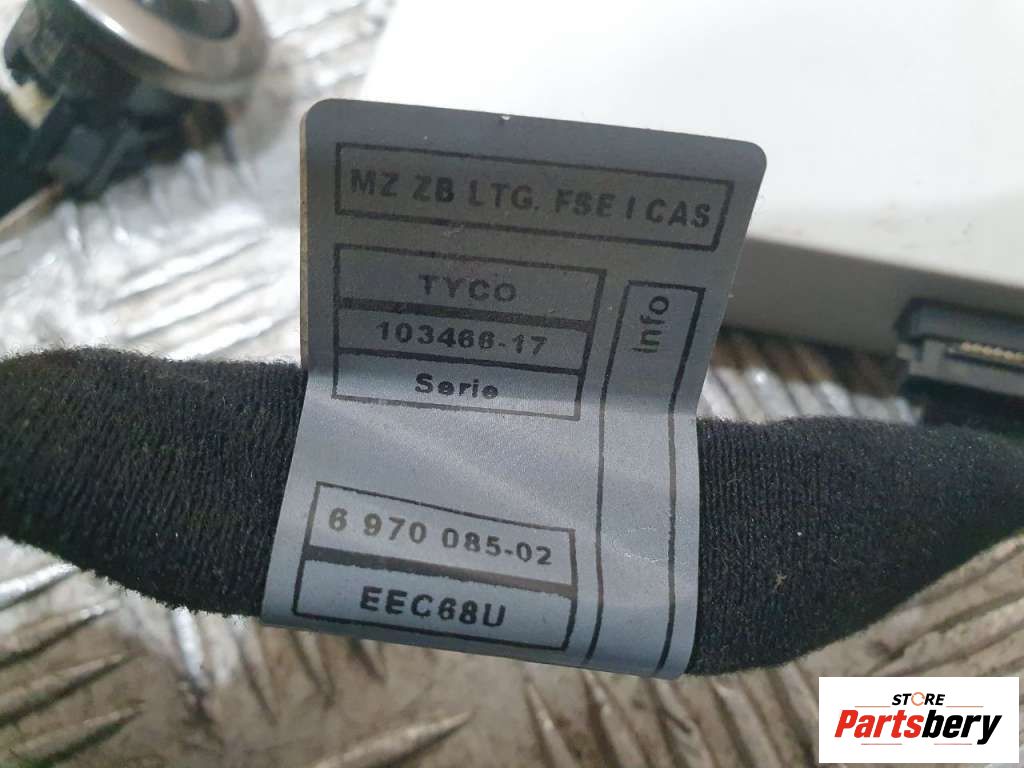 MZ ZB LTG. FSE I CAS
TYCO
103466-17
Serie
Info
6 970 085-02
EEC68U
STORE
Partsbery